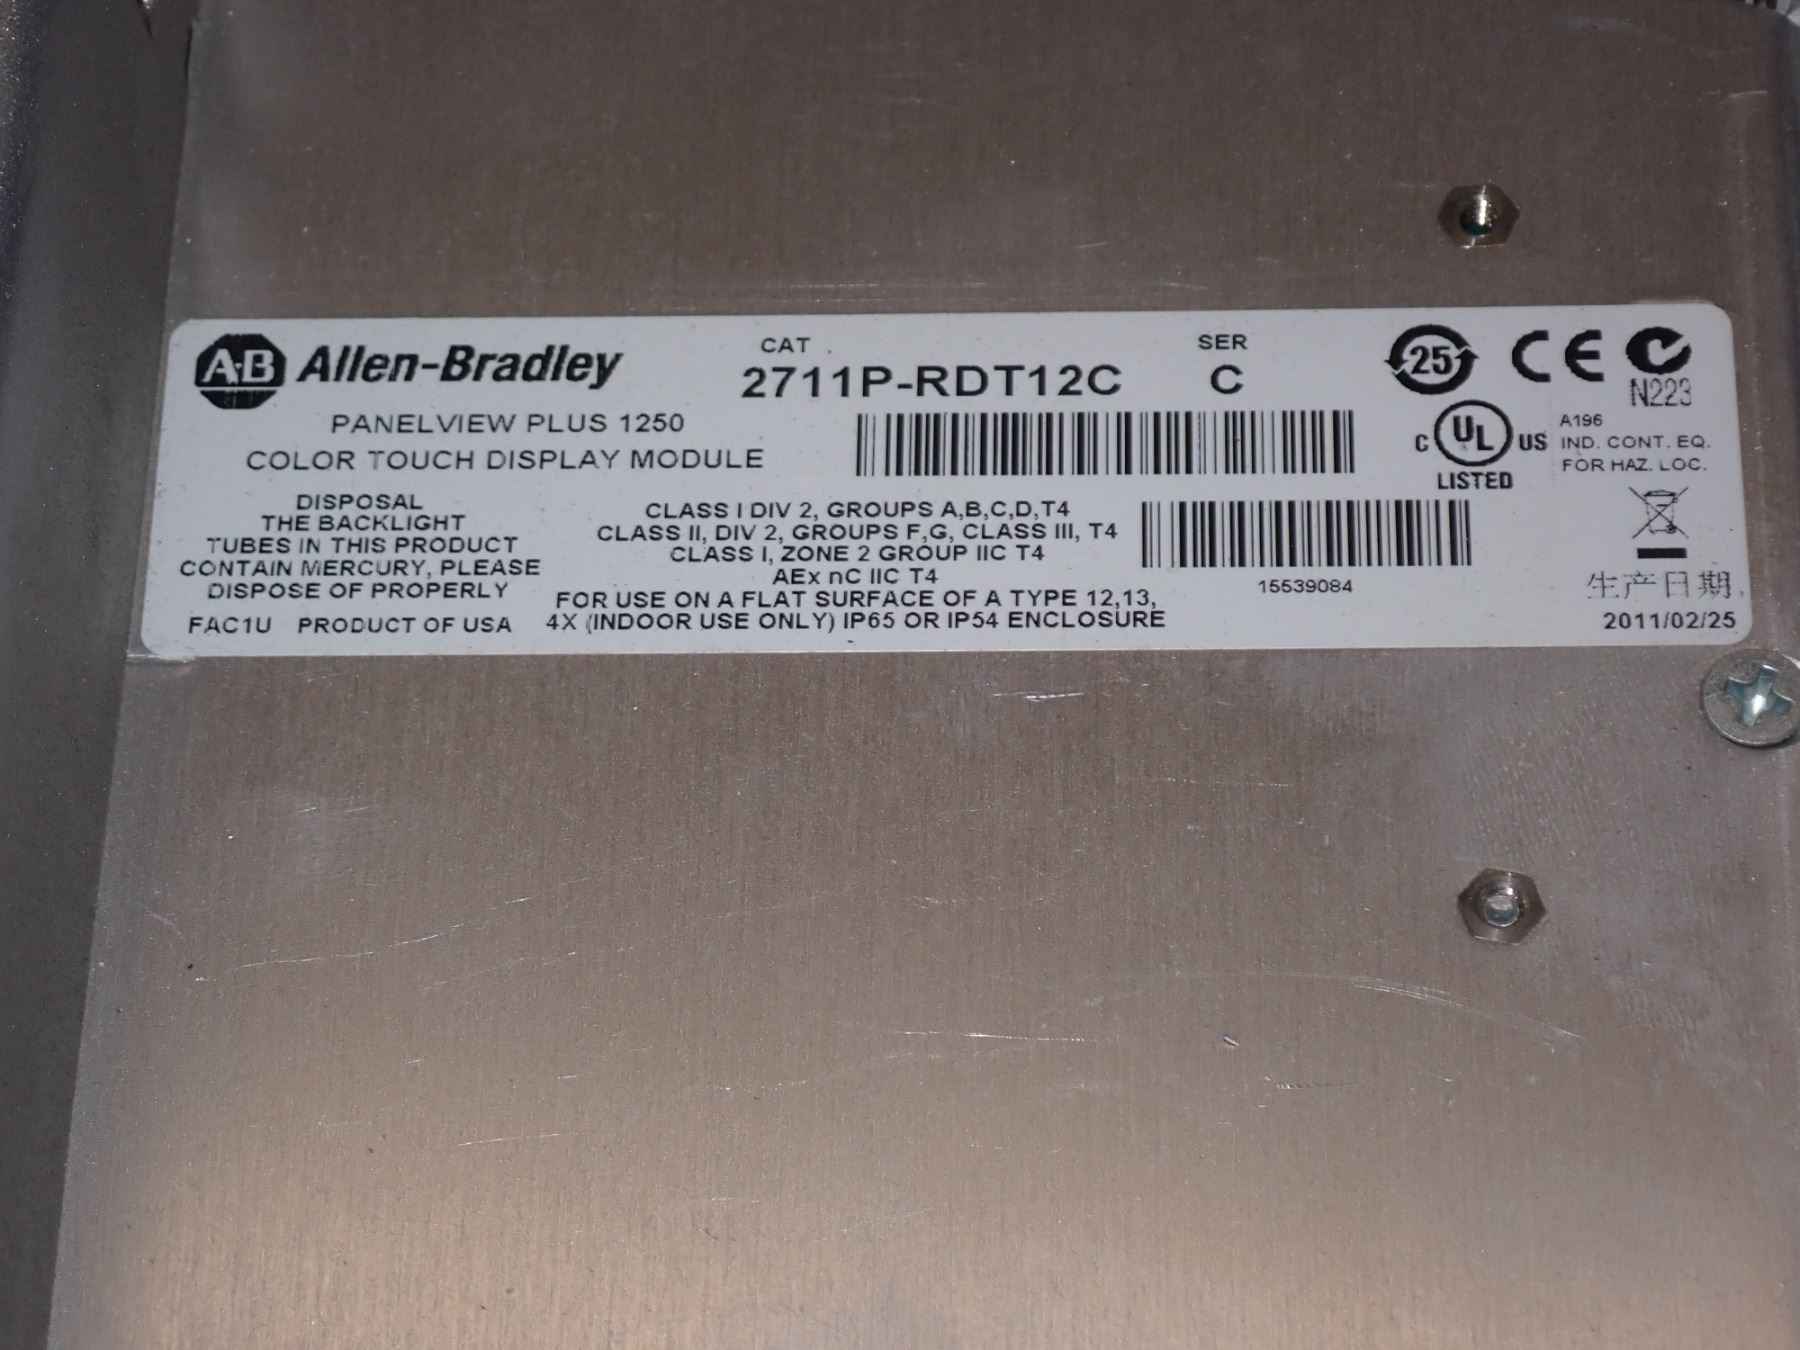 A·B Allen-Bradley
CAT
2711P-RDT12C
SER
C
25
CE
N223
PANELVIEW PLUS 1250
COLOR TOUCH DISPLAY MODULE
C UL US
LISTED
A196
IND. CONT. EQ.
FOR HAZ. LOC.
DISPOSAL
THE BACKLIGHT
TUBES IN THIS PRODUCT
CONTAIN MERCURY, PLEASE
DISPOSE OF PROPERLY
FAC1U PRODUCT OF USA
CLASS I DIV 2, GROUPS A,B,C,D,T4
CLASS II, DIV 2, GROUPS F,G, CLASS III, T4
CLASS I, ZONE 2 GROUP IIC T4
AEx nC IIC T4
FOR USE ON A FLAT SURFACE OF A TYPE 12,13,
4X (INDOOR USE ONLY) IP65 OR IP54 ENCLOSURE
15539084
生产日期
2011/02/25